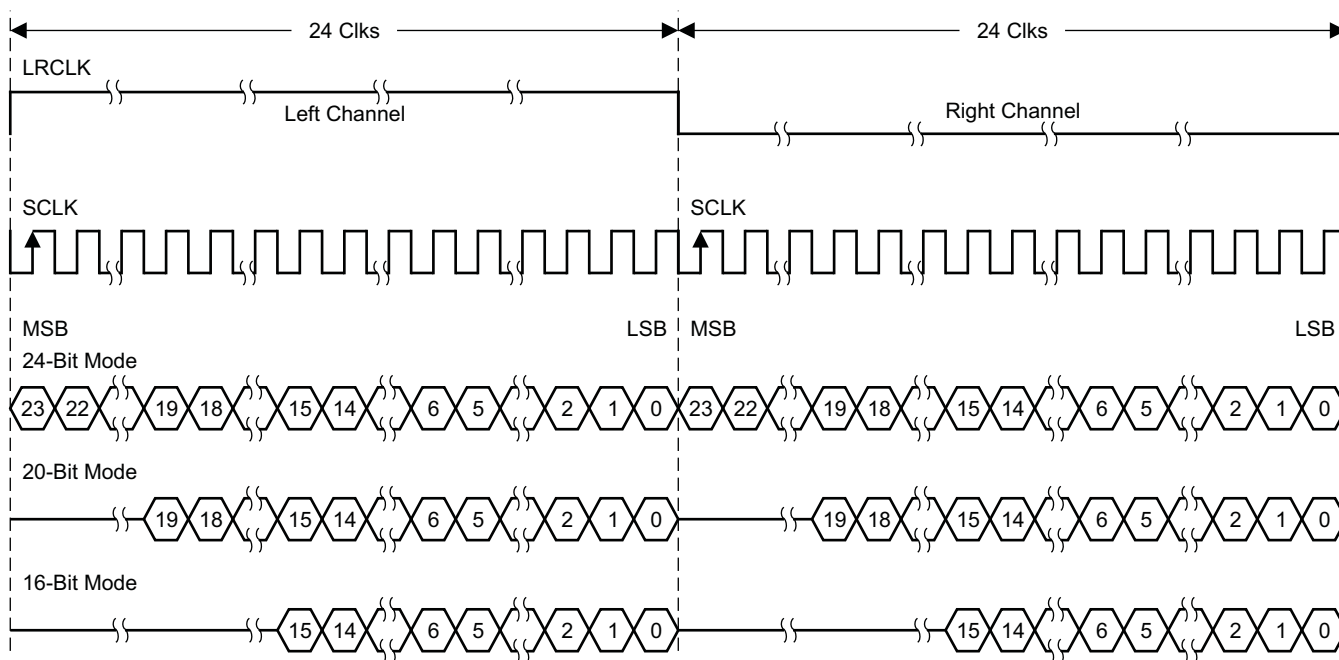 24 Clks 24 Clks
LRCLK
Left Channel Right Channel
SCLK SCLK
MSB LSB MSB LSB
24-Bit Mode
23 22 19 18 15 14 6 5 2 1 0 23 22 19 18 15 14 6 5 2 1 0
20-Bit Mode
19 18 15 14 6 5 2 1 0 19 18 15 14 6 5 2 1 0
16-Bit Mode
15 14 6 5 2 1 0 15 14 6 5 2 1 0